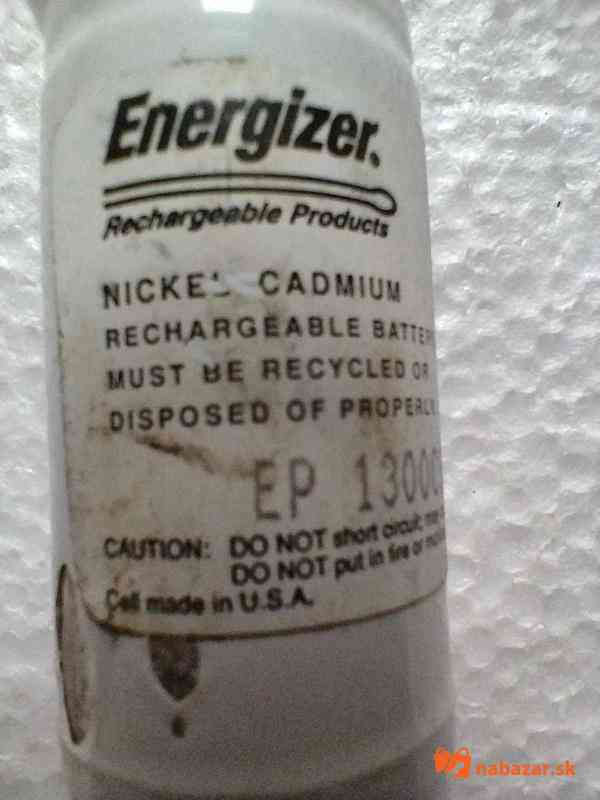 Energizer.
Rechargeable Products
NICKEL CADMIUM
RECHARGEABLE BATTE
MUST BE RECYCLED OR
DISPOSED OF PROPERL
EP 1300
CAUTION: DO NOT short circuit;
DO NOT put in fire or
Cell made in U.S.A.
nabazar.sk